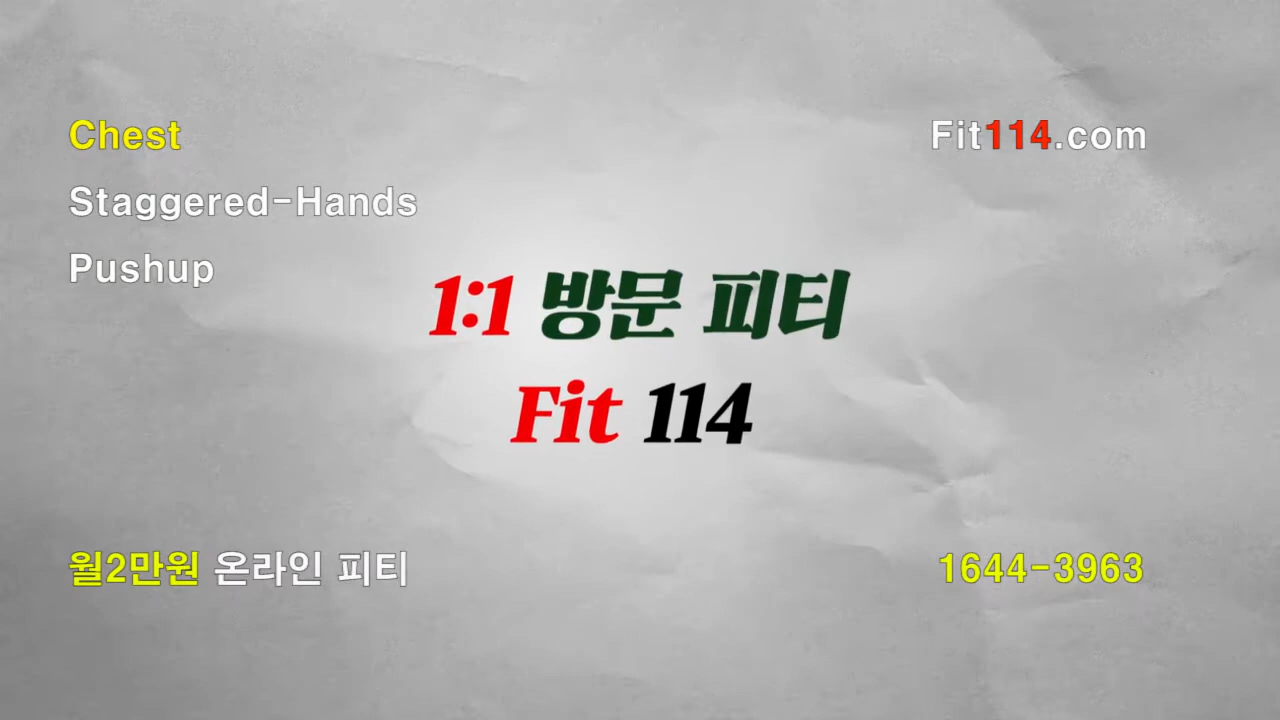 Chest
Staggered-Hands
Pushup
Fit114.com
1:1 방문 피티
Fit 114
월2만원 온라인 피티
1644-3963